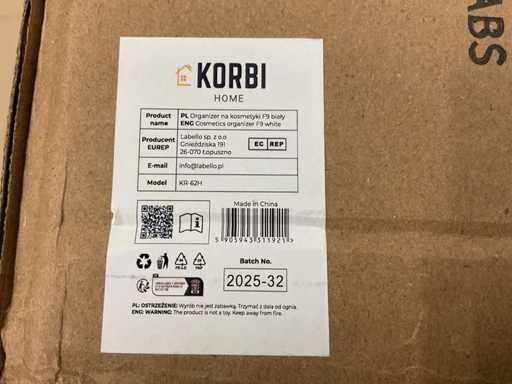 ABS
KORBI
HOME
Product name
PL Organizer na kosmetyki F9 biały
ENG Cosmetics organizer F9 white
Producent EUREP
Labello sp. z o.o
Gnieździska 191
26-070 Łopuszno
EC REP
E-mail
info@labello.pl
Model
KR-62H
Made in China
5 905943 311921 >
Batch No.
2025-32
PL: OSTRZEŻENIE: Wyrób nie jest zabawką. Trzymać z dala od ognia.
ENG: WARNING: The product is not a toy. Keep away from fire.